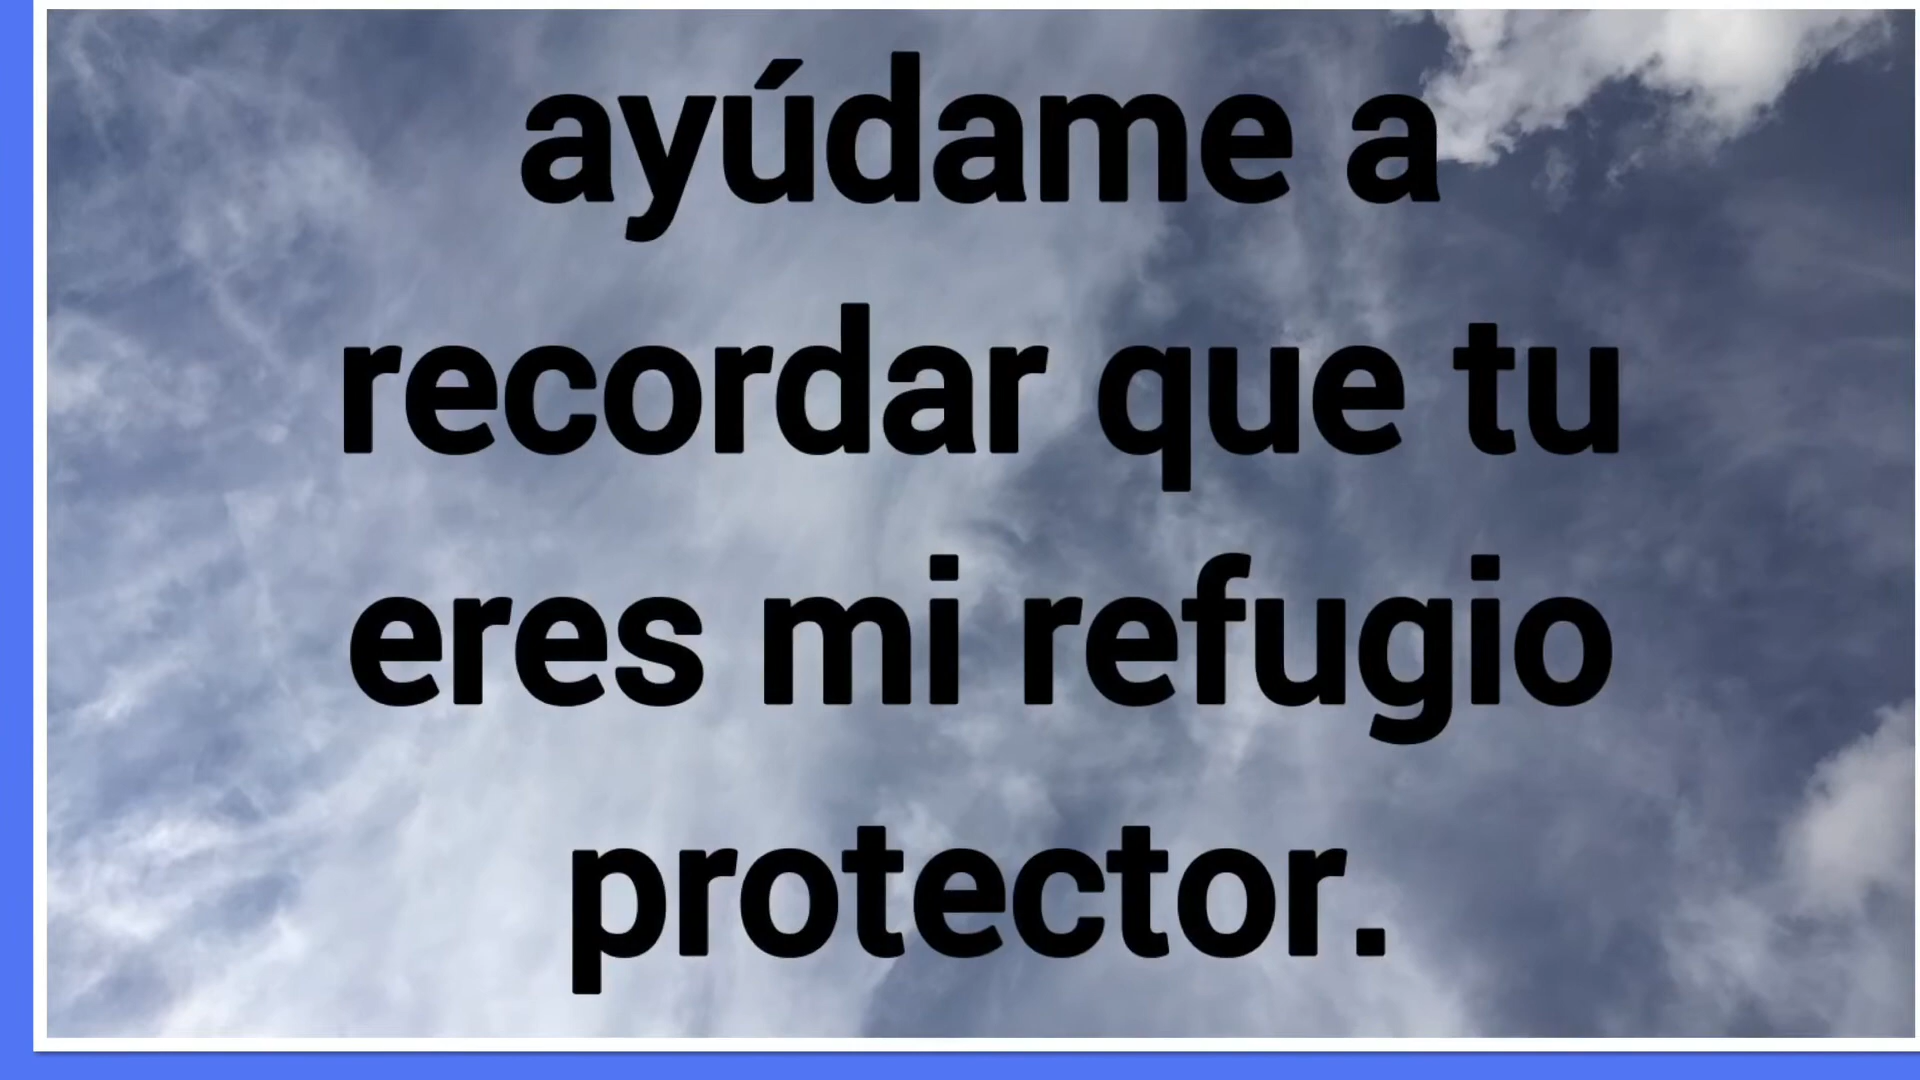 ayúdame a
recordar que tu
eres mi refugio
protector.